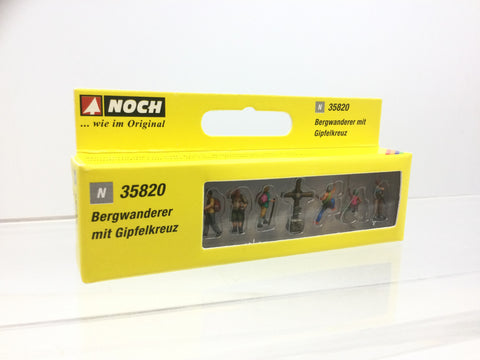 NOCH
... wie im Original
N 35820
Bergwanderer mit
Gipfelkreuz
N 35820
Bergwanderer
mit Gipfelkreuz